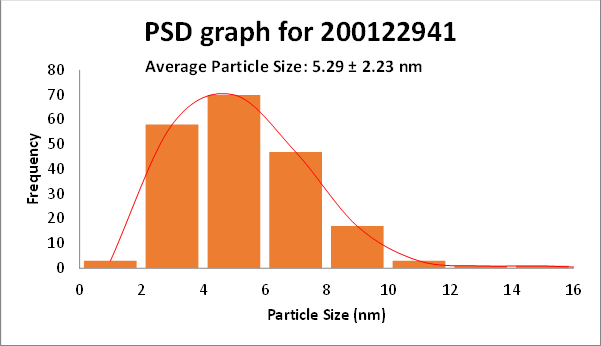 PSD graph for 200122941
Average Particle Size: 5.29 ± 2.23 nm
80
70
60
50
40
30
20
10
0
Frequency
0 2 4 6 8 10 12 14 16
Particle Size (nm)